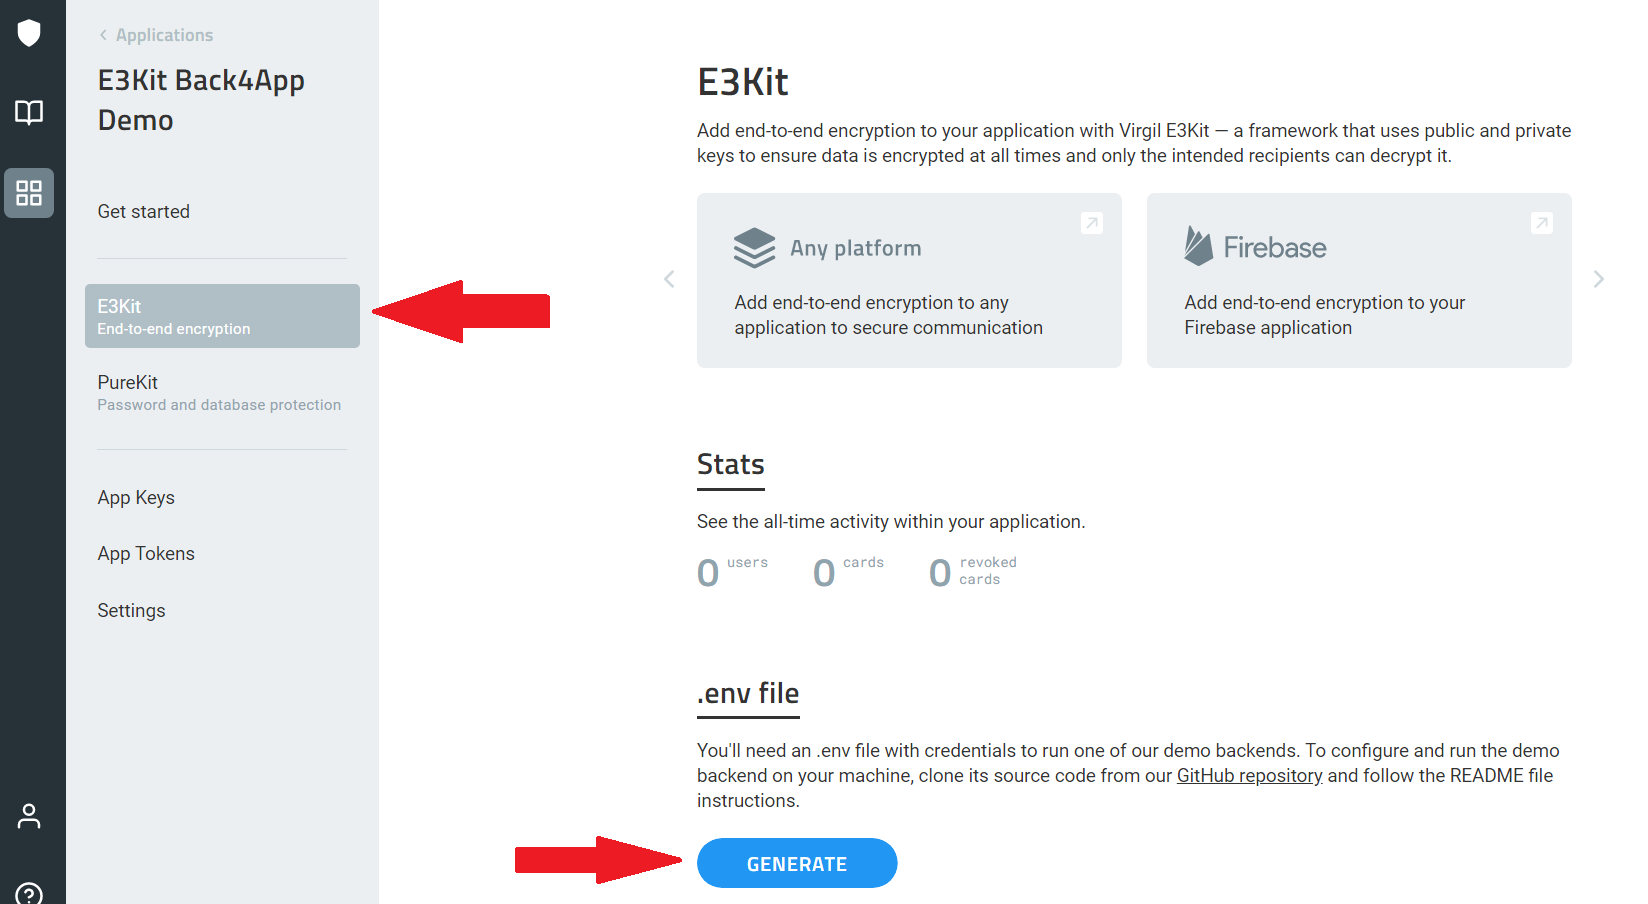 Applications
E3Kit Back4App
Demo
Get started
E3Kit
End-to-end encryption
PureKit
Password and database protection
App Keys
App Tokens
Settings
E3Kit
Add end-to-end encryption to your application with Virgil E3Kit — a framework that uses public and private
keys to ensure data is encrypted at all times and only the intended recipients can decrypt it.
Any platform
Add end-to-end encryption to any
application to secure communication
Firebase
Add end-to-end encryption to your
Firebase application
Stats
See the all-time activity within your application.
0 users
0 cards
0 revoked
cards
.env file
You'll need an .env file with credentials to run one of our demo backends. To configure and run the demo
backend on your machine, clone its source code from our GitHub repository and follow the README file
instructions.
GENERATE